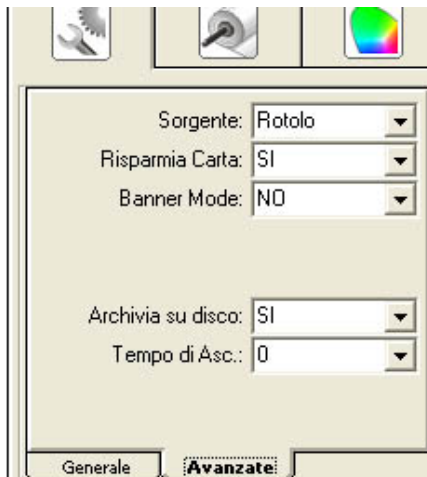 Sorgente: Rotolo
Risparmia Carta: SI
Banner Mode: NO
Archivia su disco: SI
Tempo di Asc.: 0
Generale Avanzate